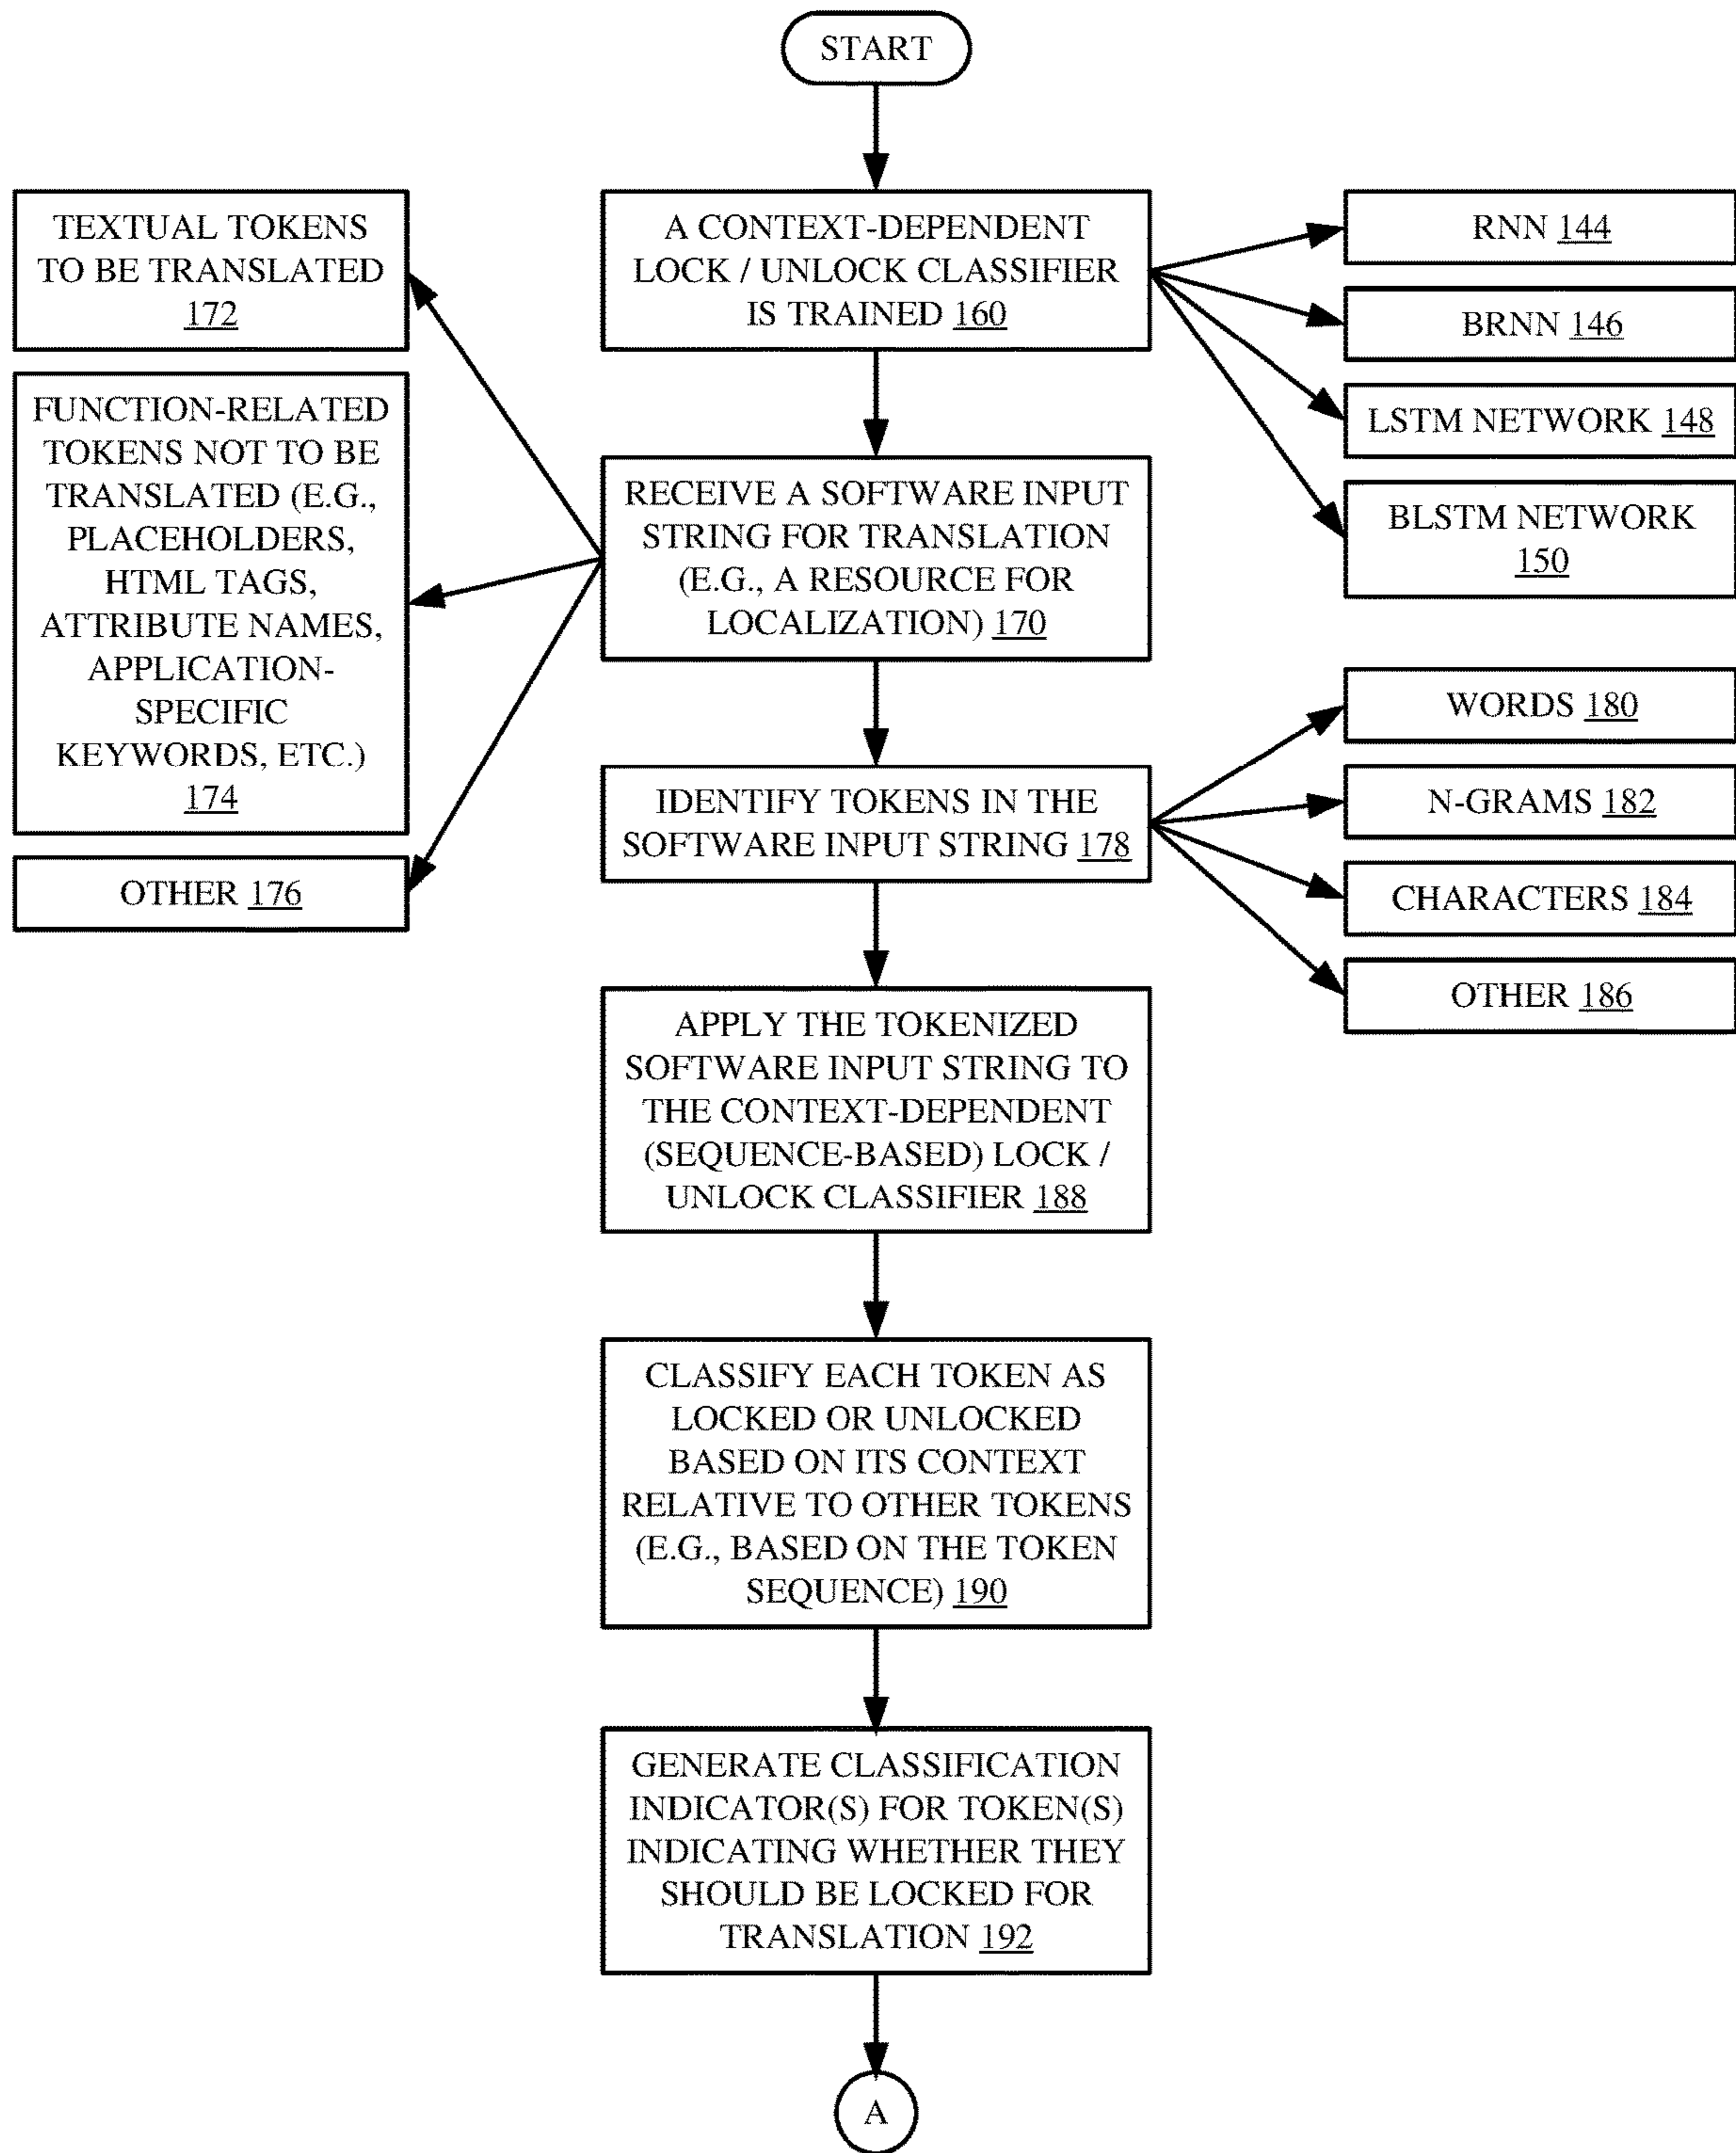 START
A CONTEXT-DEPENDENT
LOCK / UNLOCK CLASSIFIER
IS TRAINED 160
RNN 144
BRNN 146
LSTM NETWORK 148
BLSTM NETWORK
150
RECEIVE A SOFTWARE INPUT
STRING FOR TRANSLATION
(E.G., A RESOURCE FOR
LOCALIZATION) 170
TEXTUAL TOKENS
TO BE TRANSLATED
172
FUNCTION-RELATED
TOKENS NOT TO BE
TRANSLATED (E.G.,
PLACEHOLDERS,
HTML TAGS,
ATTRIBUTE NAMES,
APPLICATION-
SPECIFIC
KEYWORDS, ETC.)
174
OTHER 176
IDENTIFY TOKENS IN THE
SOFTWARE INPUT STRING 178
WORDS 180
N-GRAMS 182
CHARACTERS 184
OTHER 186
APPLY THE TOKENIZED
SOFTWARE INPUT STRING TO
THE CONTEXT-DEPENDENT
(SEQUENCE-BASED) LOCK /
UNLOCK CLASSIFIER 188
CLASSIFY EACH TOKEN AS
LOCKED OR UNLOCKED
BASED ON ITS CONTEXT
RELATIVE TO OTHER TOKENS
(E.G., BASED ON THE TOKEN
SEQUENCE) 190
GENERATE CLASSIFICATION
INDICATOR(S) FOR TOKEN(S)
INDICATING WHETHER THEY
SHOULD BE LOCKED FOR
TRANSLATION 192
A